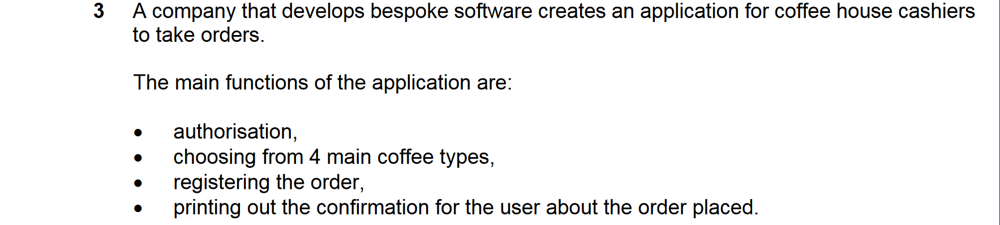 3 A company that develops bespoke software creates an application for coffee house cashiers
to take orders.
The main functions of the application are:
• authorisation,
• choosing from 4 main coffee types,
• registering the order,
• printing out the confirmation for the user about the order placed.